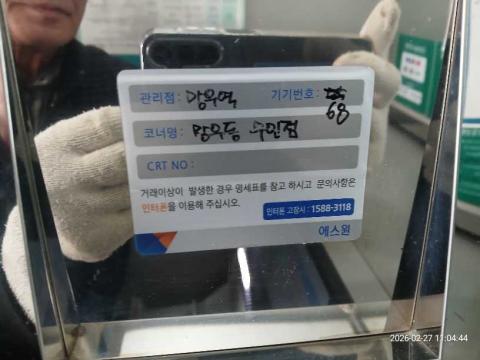 관리점 : 망우역 기기번호 : 68
코너명 : 망우동 무인점
CRT NO :
거래이상이 발생한 경우 명세표를 참고 하시고 문의사항은
인터폰을 이용해 주십시오.
인터폰 고장시 : 1588-3118
에스원
2026-02-27 11:04:44